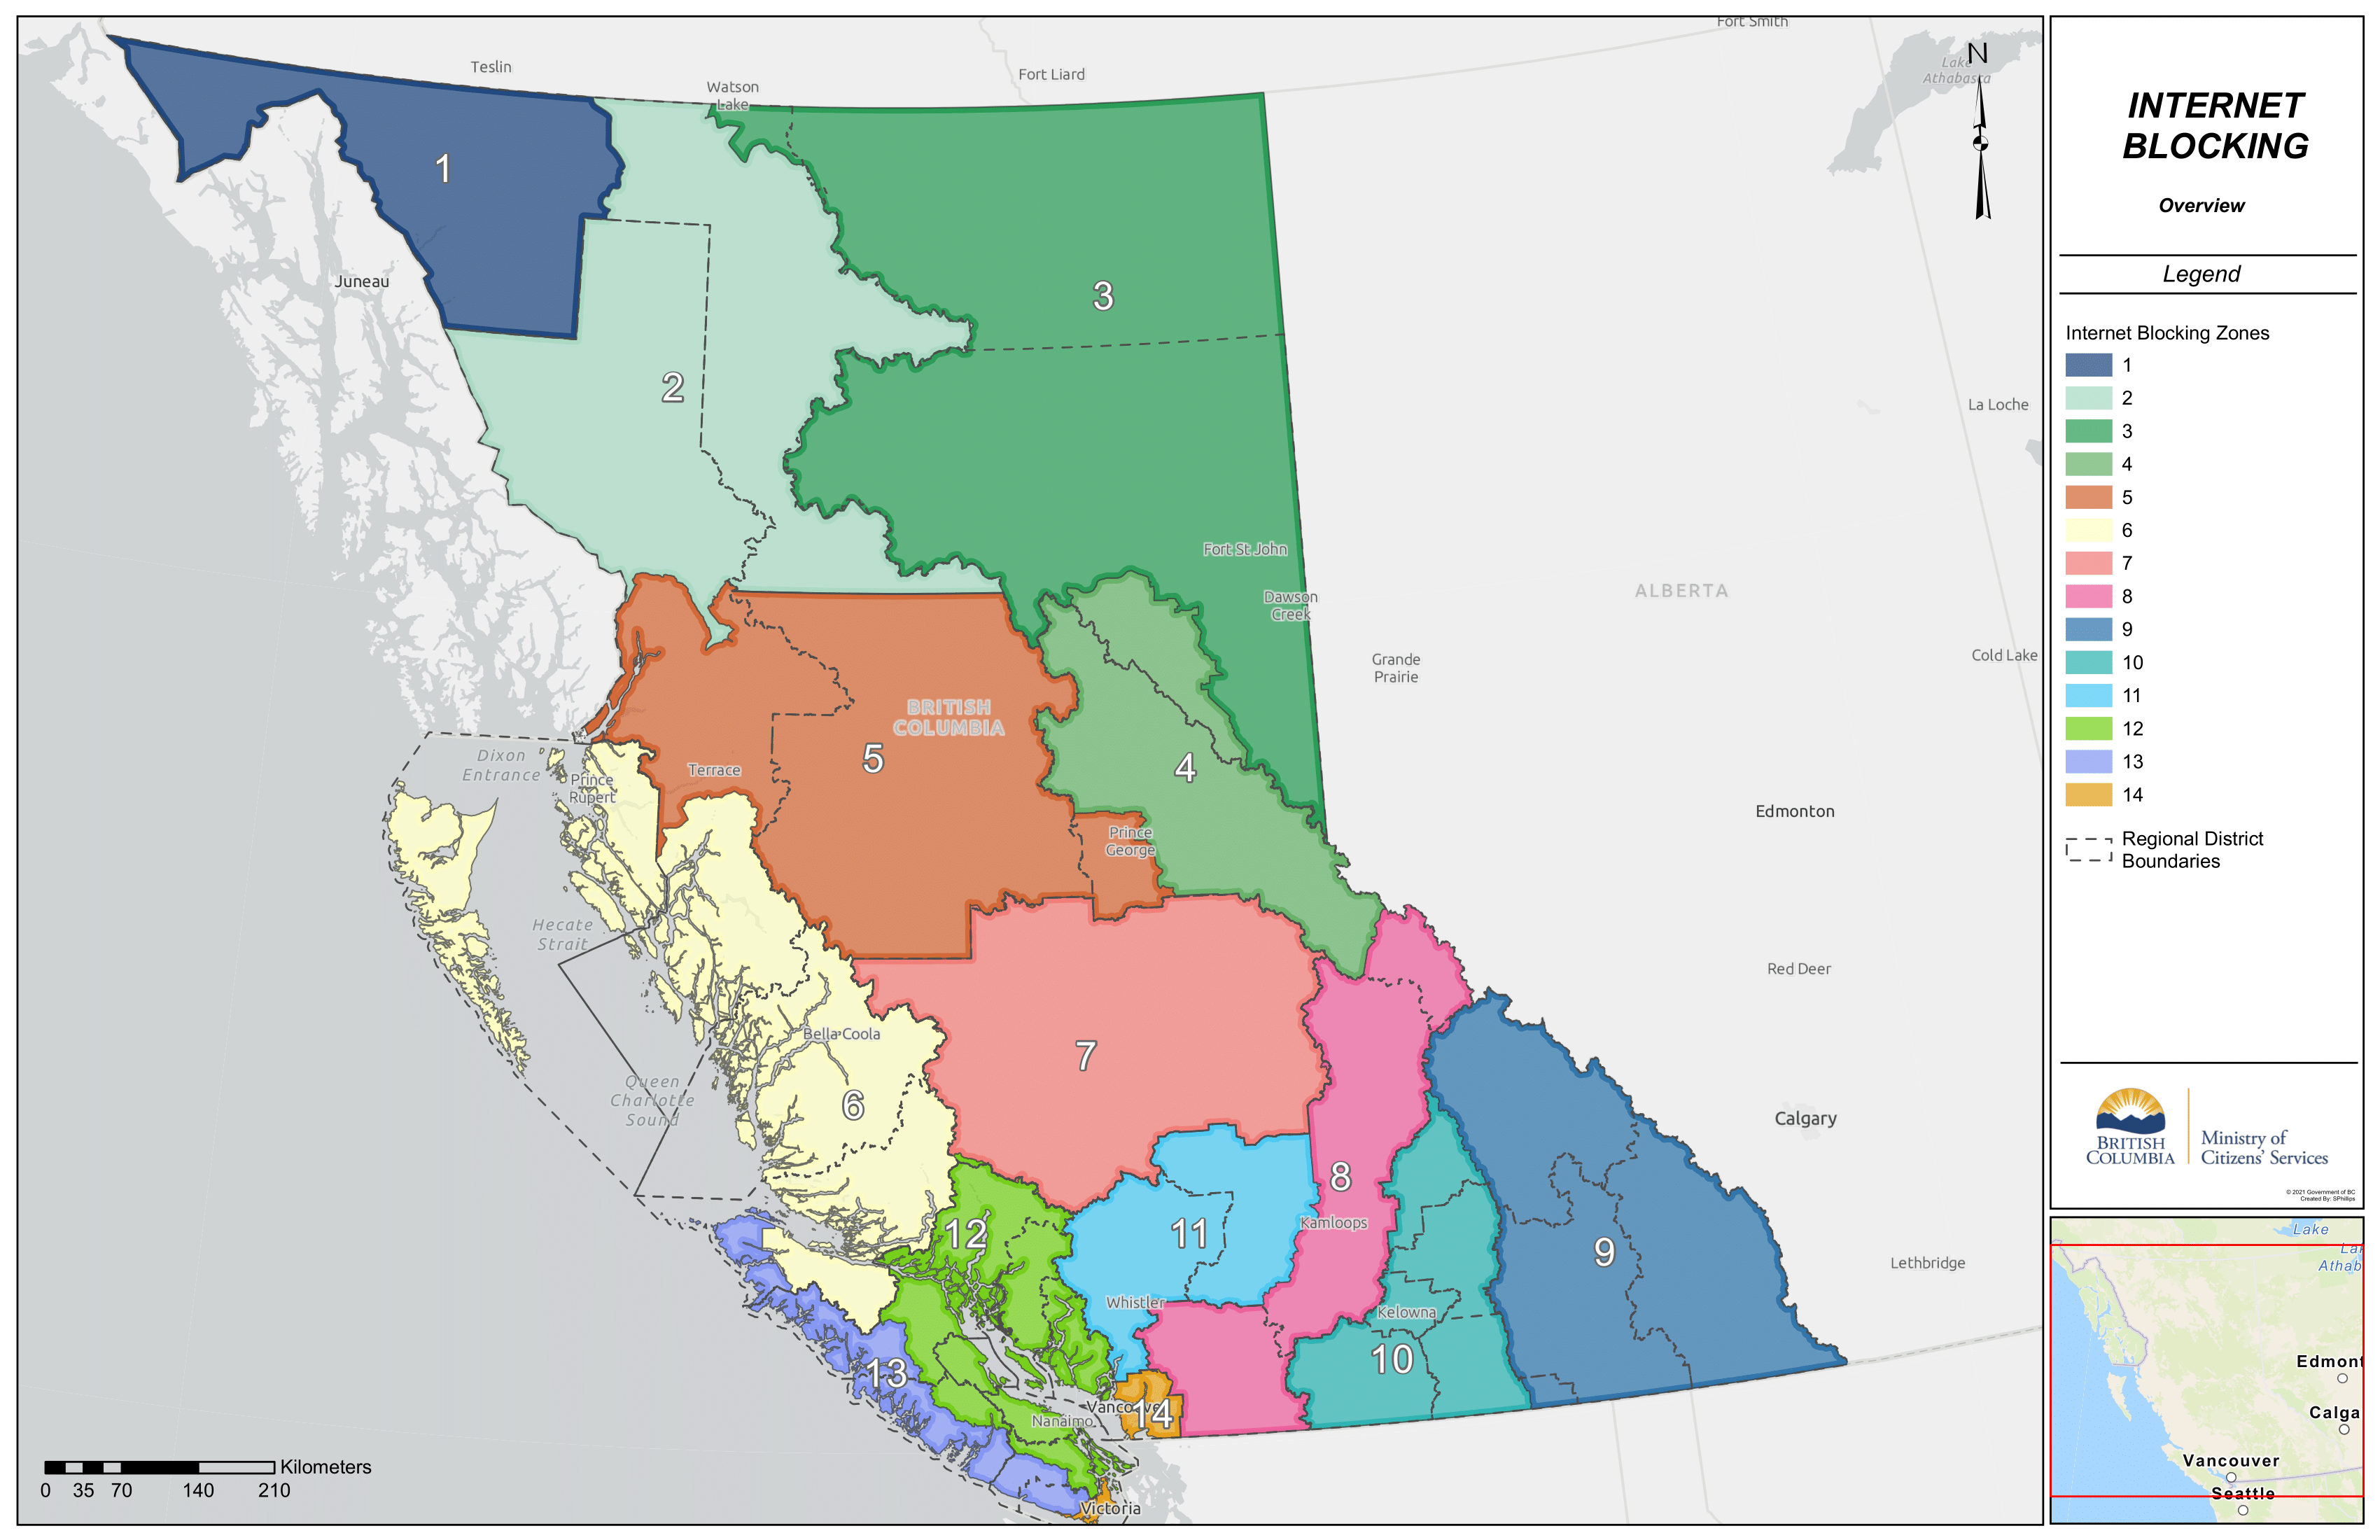 Fort Smith
Teslin
Watson
Lake
Fort Liard
N
Lake
Athabasca
1
Juneau
3
2
La Loche
Fort St John
Dawson
Creek
ALBERTA
Grande
Prairie
Cold Lake
BRITISH
COLUMBIA
Dixon
Entrance
Prince
Rupert
Terrace
5
4
Edmonton
Prince
George
Hecate
Strait
Red Deer
Bella Coola
7
Queen
Charlotte
Sound
6
Calgary
8
12
11
Kamloops
9
Lethbridge
Whistler
Kelowna
13
10
Vancouver
14
Nanaimo
Victoria
Kilometers
0 35 70 140 210
INTERNET
BLOCKING
Overview
Legend
Internet Blocking Zones
1
2
3
4
5
6
7
8
9
10
11
12
13
14
Regional District
Boundaries
BRITISH
COLUMBIA
Ministry of
Citizens' Services
© 2021 Government of BC
Created By: SPhillips
Lake
Lak
Athab
Edmont
Calga
Vancouver
Seattle